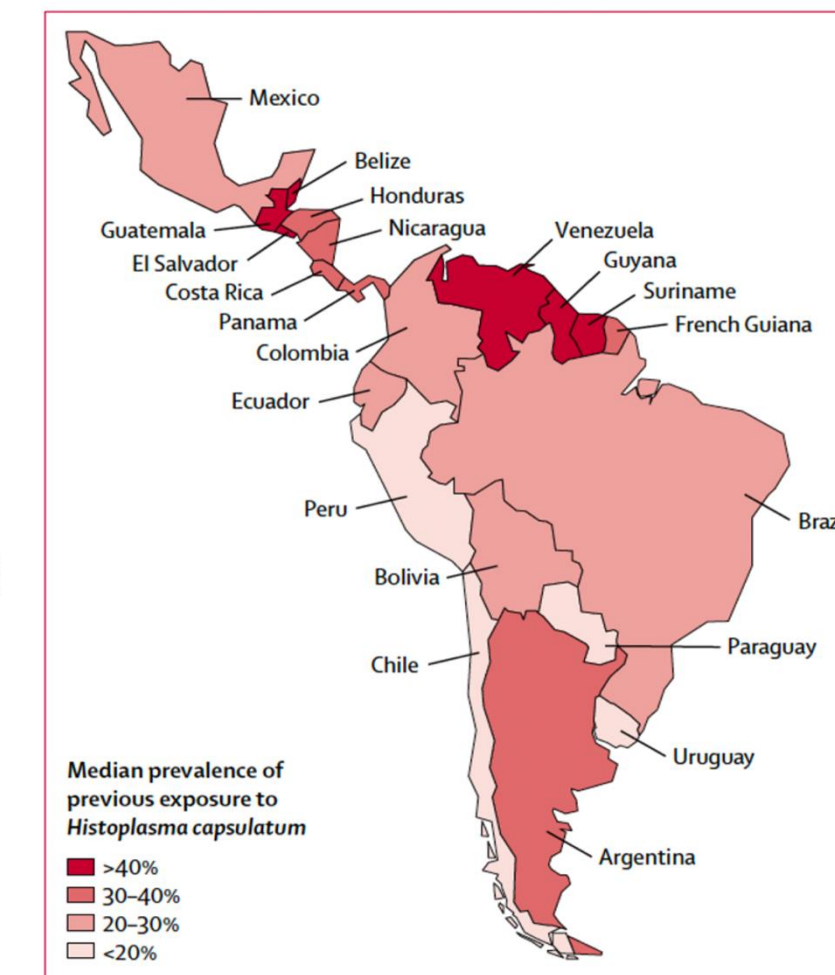 Mexico
Belize
Honduras
Guatemala
Nicaragua
Venezuela
El Salvador
Guyana
Costa Rica
Suriname
Panama
French Guiana
Colombia
Ecuador
Peru
Braz
Bolivia
Paraguay
Chile
Uruguay
Median prevalence of
previous exposure to
Histoplasma capsulatum
Argentina
>40%
30–40%
20–30%
<20%